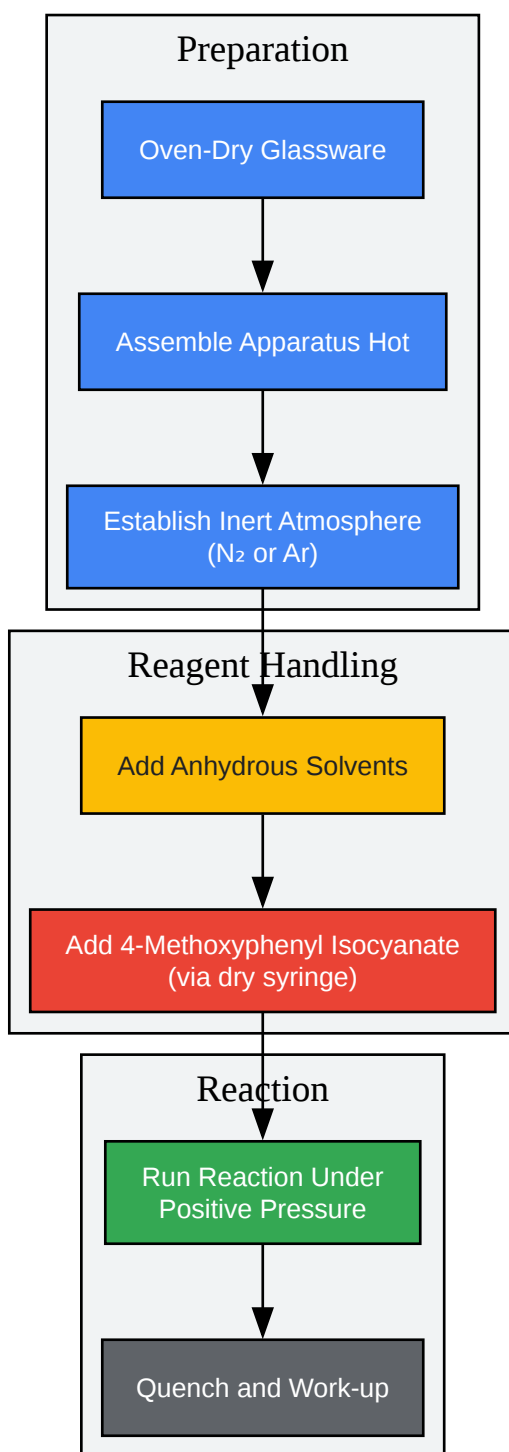 Preparation
Oven-Dry Glassware
Assemble Apparatus Hot
Establish Inert Atmosphere
(N₂ or Ar)
Reagent Handling
Add Anhydrous Solvents
Add 4-Methoxyphenyl Isocyanate
(via dry syringe)
Reaction
Run Reaction Under
Positive Pressure
Quench and Work-up